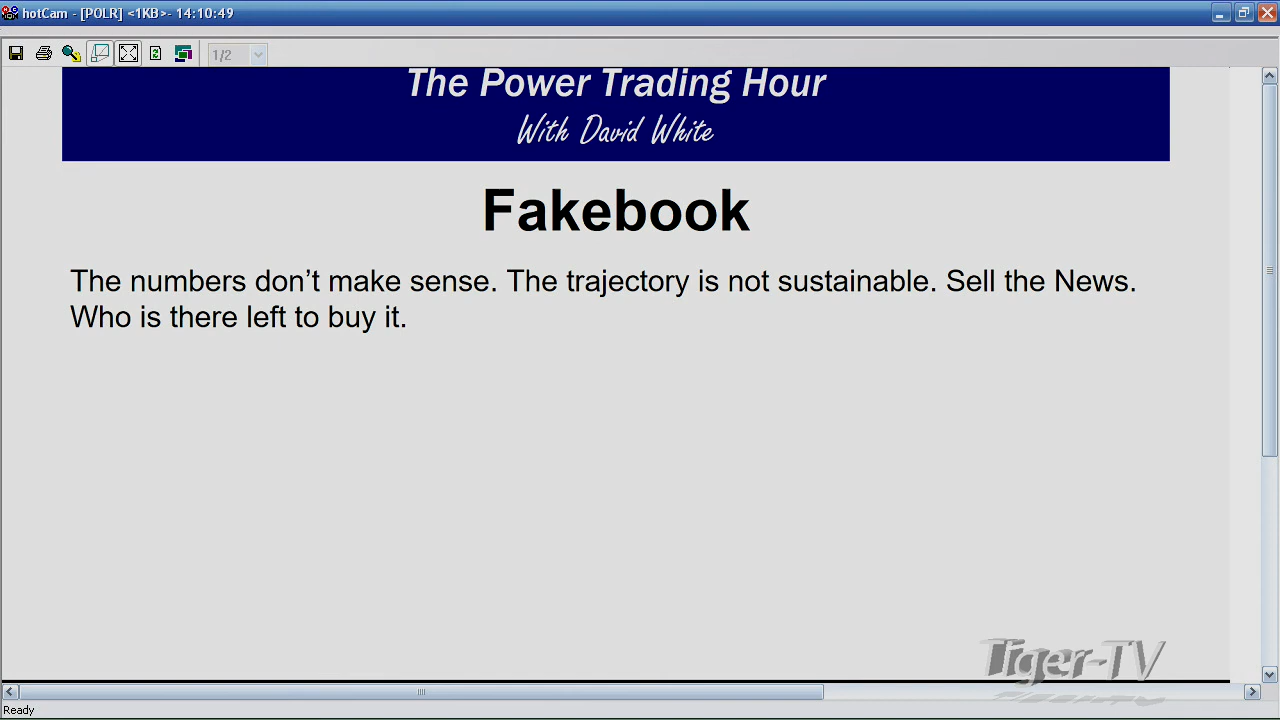 hotCam - [POLR] <1KB>- 14:10:49
1/2
The Power Trading Hour
With David White
Fakebook
The numbers don’t make sense. The trajectory is not sustainable. Sell the News.
Who is there left to buy it.
Tiger-TV
Ready